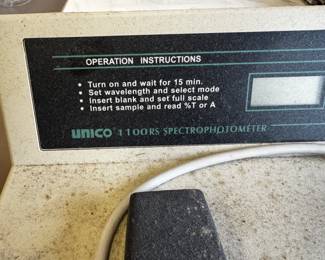 OPERATION INSTRUCTIONS
• Turn on and wait for 15 min.
• Set wavelength and select mode
• Insert blank and set full scale
• Insert sample and read %T or A
UNICO® 1100RS SPECTROPHOTOMETER